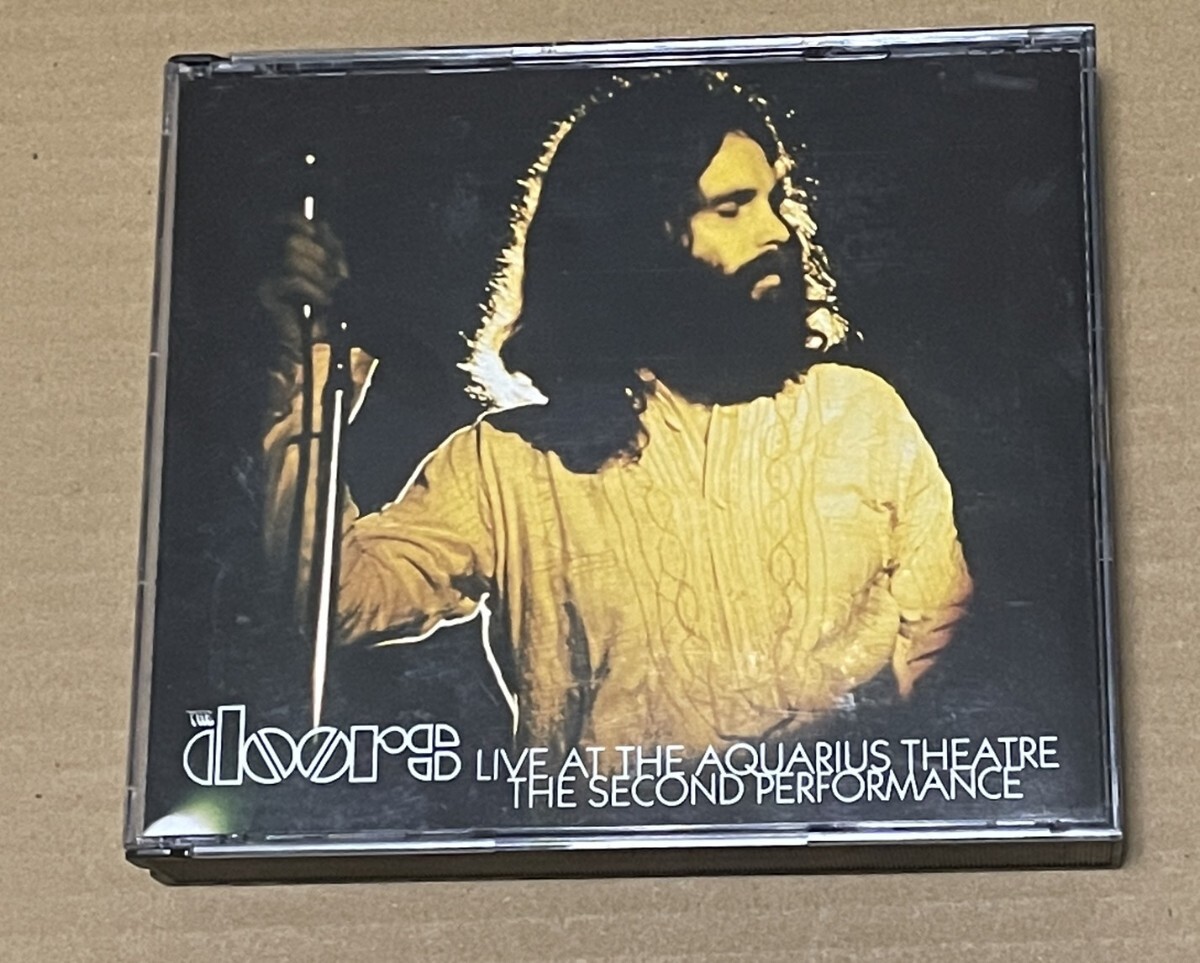 THE
doors
LIVE AT THE AQUARIUS THEATRE
THE SECOND PERFORMANCE